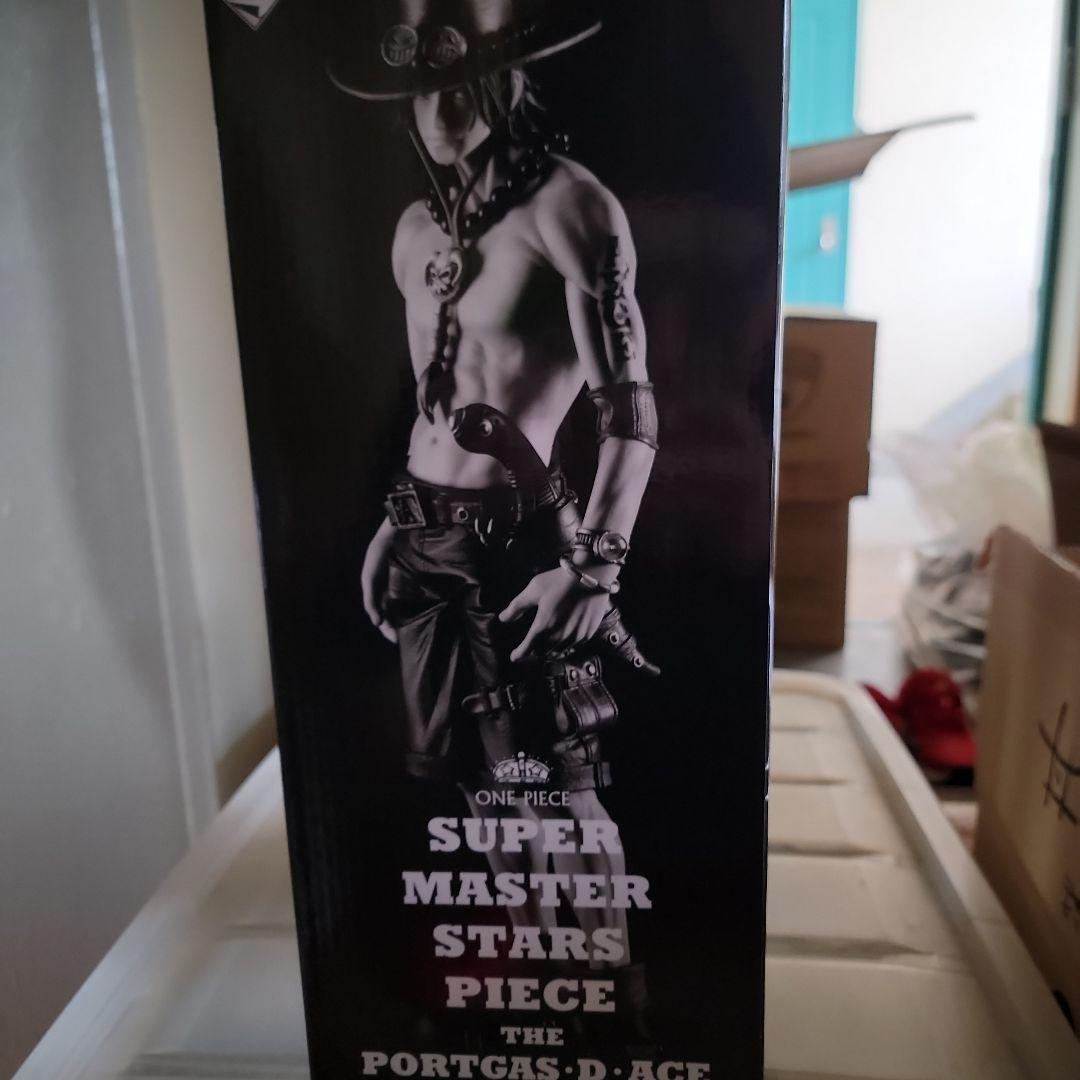 ONE PIECE
SUPER
MASTER
STARS
PIECE
THE
PORTGAS·D·ACE